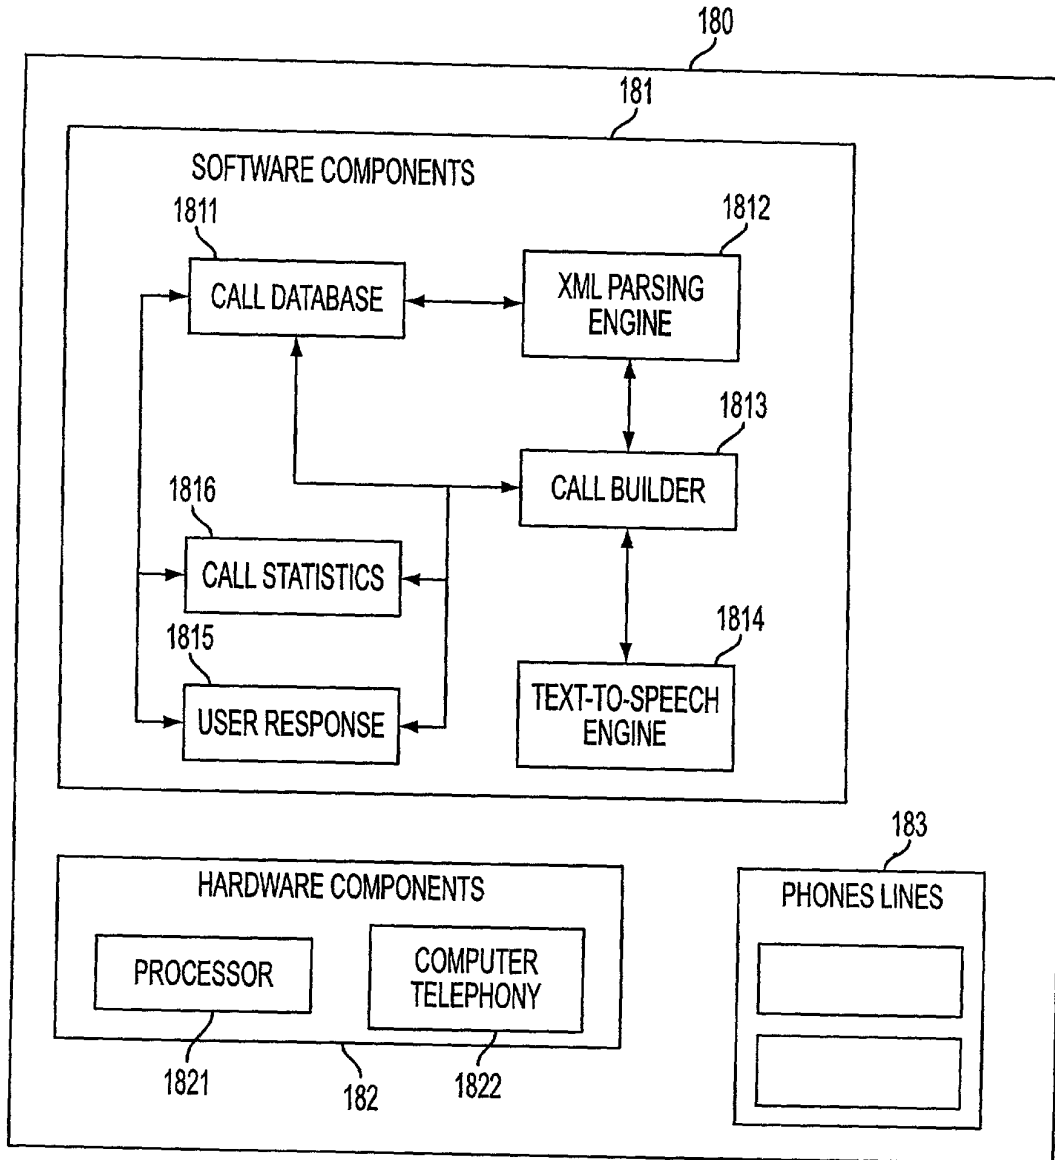 180
181
SOFTWARE COMPONENTS
1811
CALL DATABASE
1812
XML PARSING
ENGINE
1813
CALL BUILDER
1816
CALL STATISTICS
1815
USER RESPONSE
1814
TEXT-TO-SPEECH
ENGINE
HARDWARE COMPONENTS
PROCESSOR
COMPUTER
TELEPHONY
1821
182
1822
183
PHONES LINES